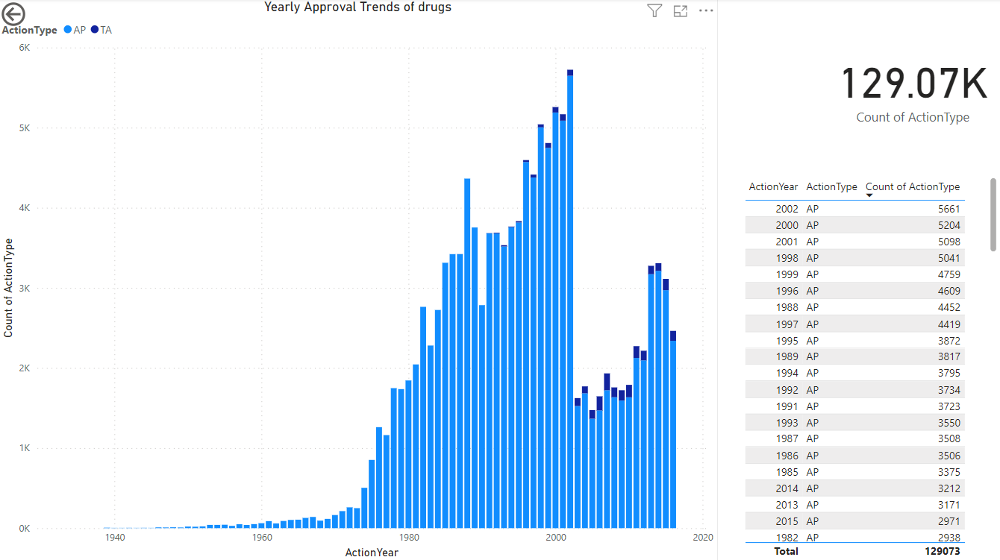 Yearly Approval Trends of drugs
ActionType AP TA
6K
5K
4K
3K
2K
1K
0K
Count of ActionType
1940 1960 1980 2000 2020
ActionYear
129.07K
Count of ActionType
ActionYear ActionType Count of ActionType
2002 AP 5661
2000 AP 5204
2001 AP 5098
1998 AP 5041
1999 AP 4759
1996 AP 4609
1988 AP 4452
1997 AP 4419
1995 AP 3872
1989 AP 3817
1994 AP 3795
1992 AP 3734
1991 AP 3723
1993 AP 3550
1987 AP 3508
1986 AP 3506
1985 AP 3375
2014 AP 3212
2013 AP 3171
2015 AP 2971
1982 AP 2938
Total 129073